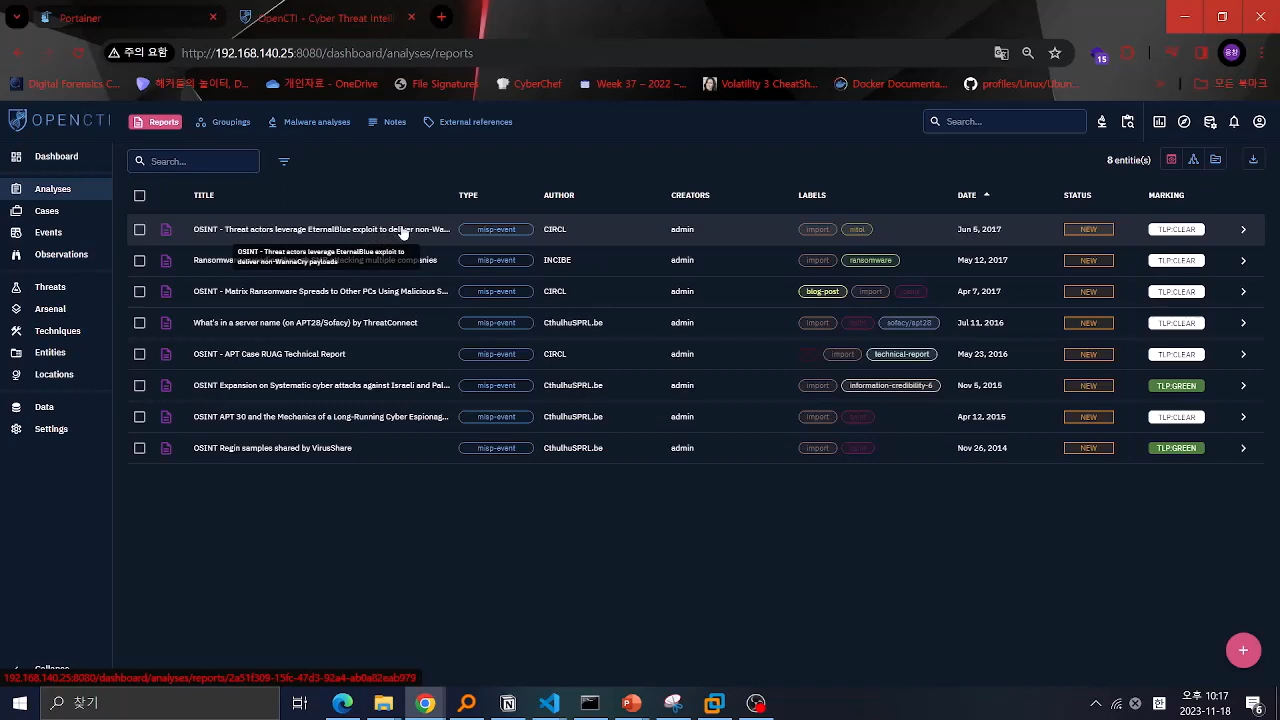 Portainer
OpenCTI - Cyber Threat Intelli
주의 요함
http://192.168.140.25:8080/dashboard/analyses/reports
윤창
15
Digital Forensics C...
해커들의 놀이터, D...
개인자료 - OneDrive
File Signatures
CyberChef
Week 37 – 2022 –...
Volatility 3 CheatSh...
Docker Documenta...
profiles/Linux/Ubun...
모든 북마크
OPENCTI
Reports
Groupings
Malware analyses
Notes
External references
Search...
Dashboard
Search...
8 entitie(s)
Analyses
TITLE TYPE AUTHOR CREATORS LABELS DATE STATUS MARKING
Cases
Events
Observations
Threats
Arsenal
Techniques
Entities
Locations
Data
Settings
OSINT - Threat actors leverage EternalBlue exploit to deliver non-Wa... misp-event CIRCL admin import Jun 5, 2017 NEW TLP:CLEAR
OSINT - Threat actors leverage EternalBlue exploit to
deliver non-WannaCry payloads
Ransomwar attacking multiple companies misp-event INCIBE admin import ransomware May 12, 2017 NEW TLP:CLEAR
OSINT - Matrix Ransomware Spreads to Other PCs Using Malicious S... misp-event CIRCL admin blog-post import Apr 7, 2017 NEW TLP:CLEAR
What's in a server name (on APT28/Sofacy) by ThreatConnect misp-event CthulhuSPRL.be admin import sofacy/apt28 Jul 11, 2016 NEW TLP:CLEAR
OSINT - APT Case RUAG Technical Report misp-event CIRCL admin import technical-report May 23, 2016 NEW TLP:CLEAR
OSINT Expansion on Systematic cyber attacks against Israeli and Pal... misp-event CthulhuSPRL.be admin import information-credibility-6 Nov 5, 2015 NEW TLP:GREEN
OSINT APT 30 and the Mechanics of a Long-Running Cyber Espionag... misp-event CthulhuSPRL.be admin import Apr 12, 2015 NEW TLP:CLEAR
OSINT Regin samples shared by VirusShare misp-event CthulhuSPRL.be admin import Nov 26, 2014 NEW TLP:GREEN
Collapse
192.168.140.25:8080/dashboard/analyses/reports/2a51f309-15fc-47d3-92a4-ab0a82eab979
찾기
오후 10:17
2023-11-18
6